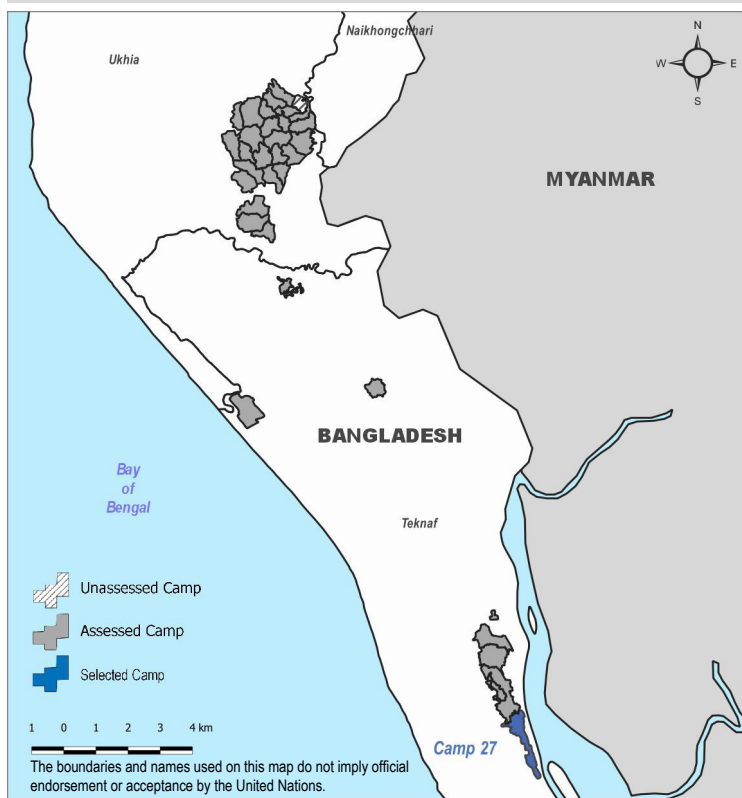 Naikhongchhari
Ukhia
N
W
E
S
MYANMAR
BANGLADESH
Bay
of
Bengal
Teknaf
Unassessed Camp
Assessed Camp
Selected Camp
1 0 1 2 3 4 km
Camp 27
The boundaries and names used on this map do not imply official
endorsement or acceptance by the United Nations.